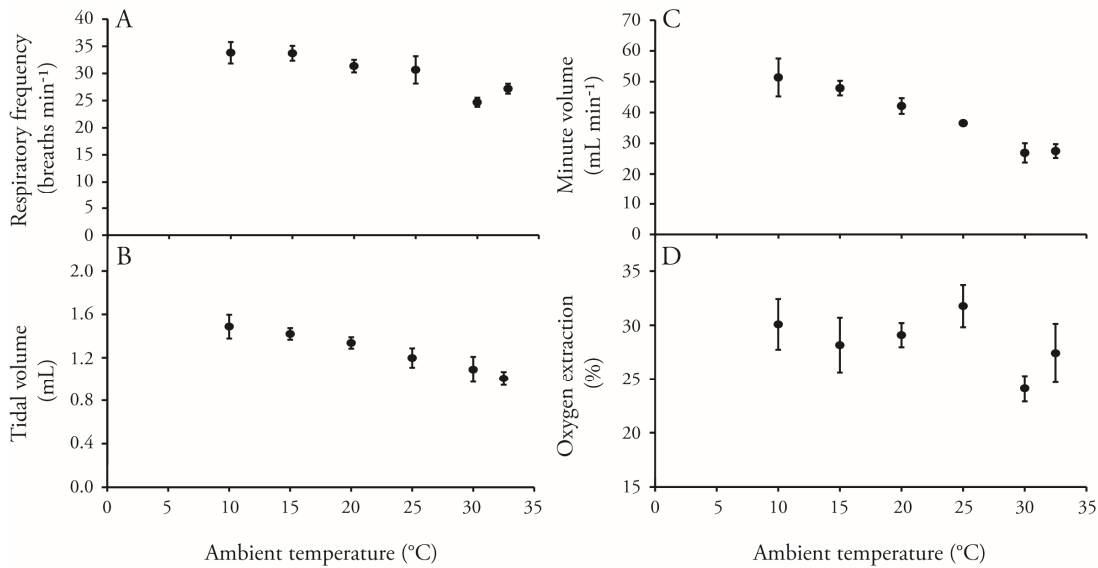 A
Respiratory frequency
(breaths min⁻¹)
40
35
30
25
20
15
10
5
0
B
Tidal volume
(mL)
2.0
1.6
1.2
0.8
0.4
0.0
0 5 10 15 20 25 30 35
Ambient temperature (°C)
C
Minute volume
(mL min⁻¹)
70
60
50
40
30
20
10
0
D
Oxygen extraction
(%)
35
30
25
20
15
0 5 10 15 20 25 30 35
Ambient temperature (°C)